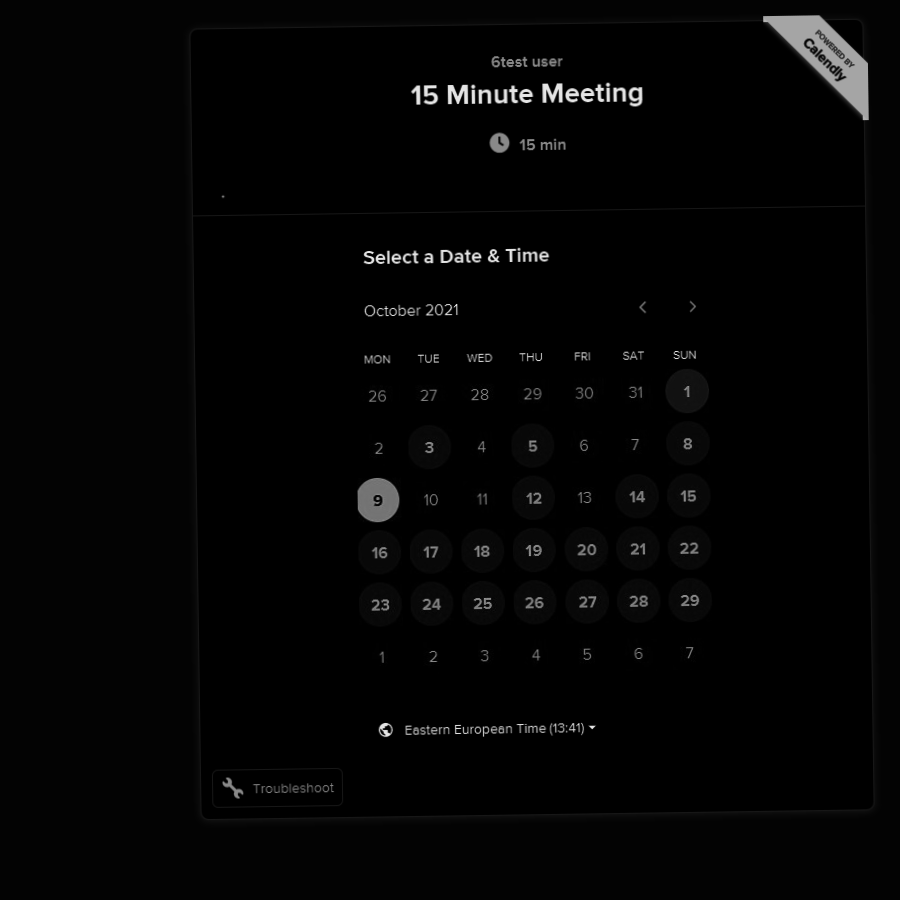 6test user
15 Minute Meeting
15 min
POWERED BY
Calendly
.
Select a Date & Time
October 2021
MON TUE WED THU FRI SAT SUN
26 27 28 29 30 31 1
2 3 4 5 6 7 8
9 10 11 12 13 14 15
16 17 18 19 20 21 22
23 24 25 26 27 28 29
1 2 3 4 5 6 7
Eastern European Time (13:41)
Troubleshoot